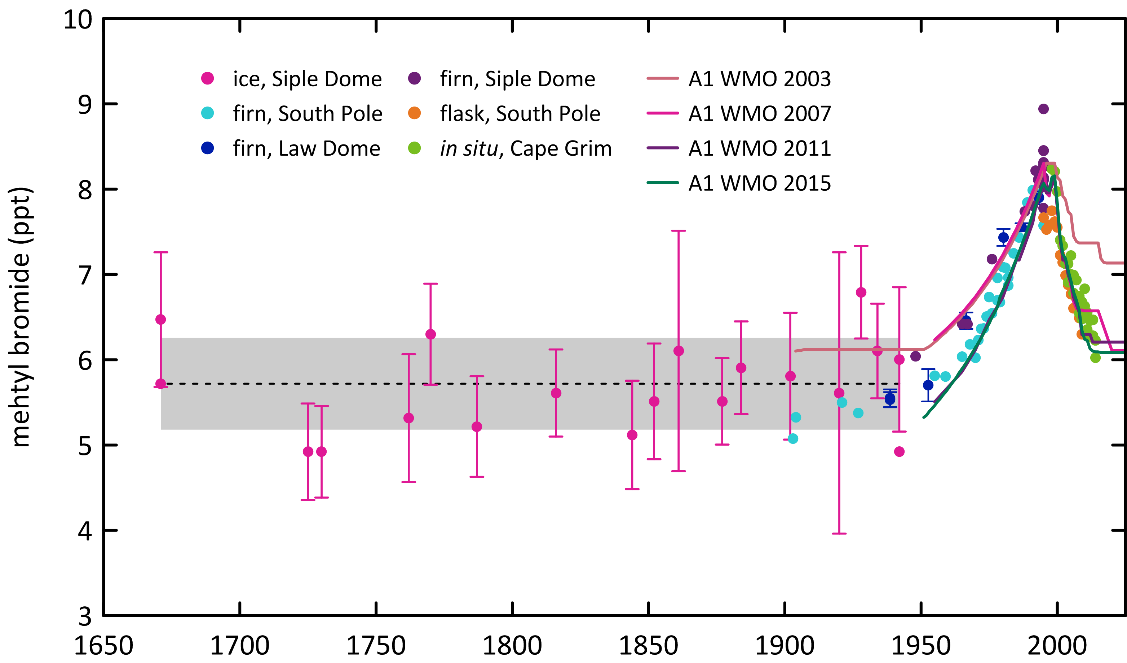 10
9
8
7
6
5
4
3
mehtyl bromide (ppt)
ice, Siple Dome
firn, South Pole
firn, Law Dome
firn, Siple Dome
flask, South Pole
in situ, Cape Grim
A1 WMO 2003
A1 WMO 2007
A1 WMO 2011
A1 WMO 2015
1650 1700 1750 1800 1850 1900 1950 2000